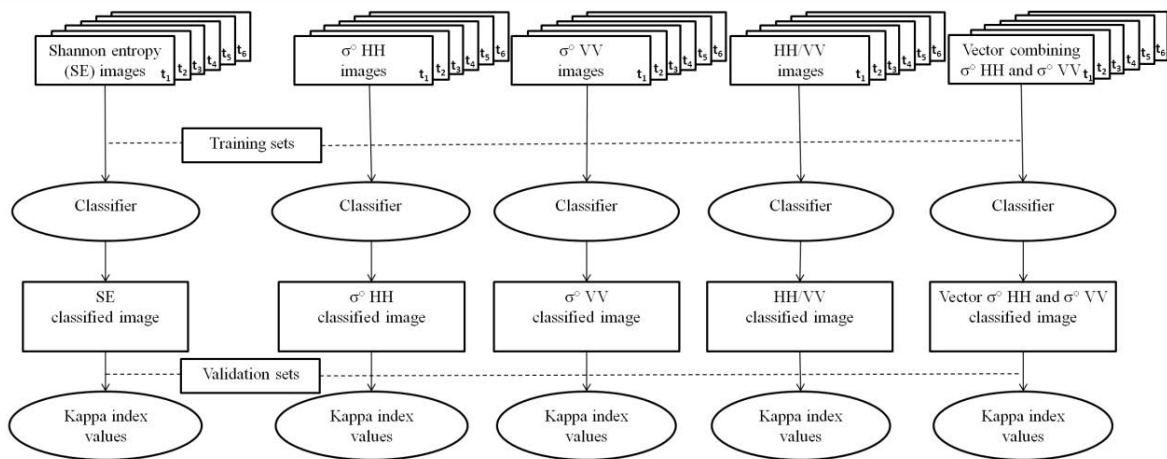 Shannon entropy
(SE) images
t1 t2 t3 t4 t5 t6
σ° HH
images
t1 t2 t3 t4 t5 t6
σ° VV
images
t1 t2 t3 t4 t5 t6
HH/VV
images
t1 t2 t3 t4 t5 t6
Vector combining
σ° HH and σ° VV
t1 t2 t3 t4 t5 t6
Training sets
Classifier
Classifier
Classifier
Classifier
Classifier
SE
classified image
σ° HH
classified image
σ° VV
classified image
HH/VV
classified image
Vector σ° HH and σ° VV
classified image
Validation sets
Kappa index
values
Kappa index
values
Kappa index
values
Kappa index
values
Kappa index
values